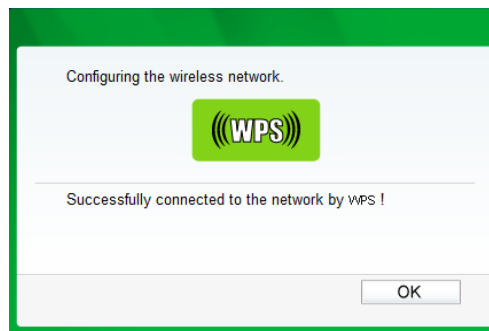 Configuring the wireless network.
(((WPS)))
Successfully connected to the network by WPS !
OK